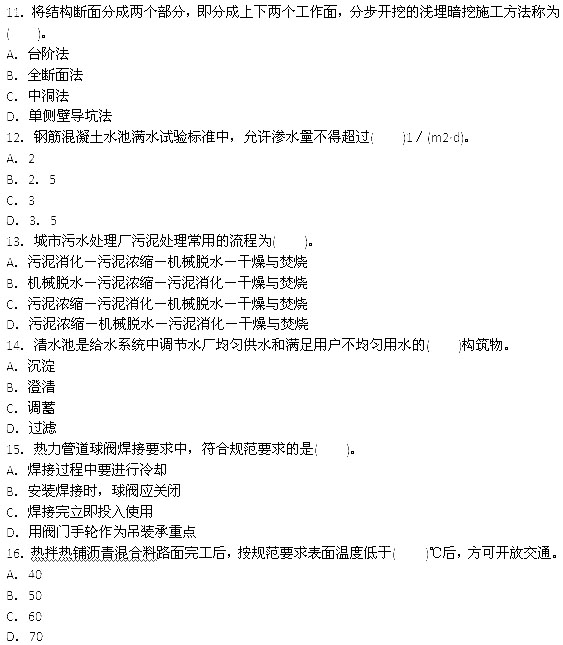 11. 将结构断面分成两个部分，即分成上下两个工作面，分步开挖的浅埋暗挖施工方法称为
(    )。
A. 台阶法
B. 全断面法
C. 中洞法
D. 单侧壁导坑法
12. 钢筋混凝土水池满水试验标准中，允许渗水量不得超过(    )1／(m2·d)。
A. 2
B. 2. 5
C. 3
D. 3. 5
13. 城市污水处理厂污泥处理常用的流程为(    )。
A. 污泥消化—污泥浓缩—机械脱水—干燥与焚烧
B. 机械脱水—污泥浓缩—污泥消化—干燥与焚烧
C. 污泥浓缩—污泥消化—机械脱水—干燥与焚烧
D. 污泥浓缩—机械脱水—污泥消化—干燥与焚烧
14. 清水池是给水系统中调节水厂均匀供水和满足用户不均匀用水的(    )构筑物。
A. 沉淀
B. 澄清
C. 调蓄
D. 过滤
15. 热力管道球阀焊接要求中，符合规范要求的是(    )。
A. 焊接过程中要进行冷却
B. 安装焊接时，球阀应关闭
C. 焊接完立即投入使用
D. 用阀门手轮作为吊装承重点
16. 热拌热铺沥青混合料路面完工后，按规范要求表面温度低于(    )℃后，方可开放交通。
A. 40
B. 50
C. 60
D. 70